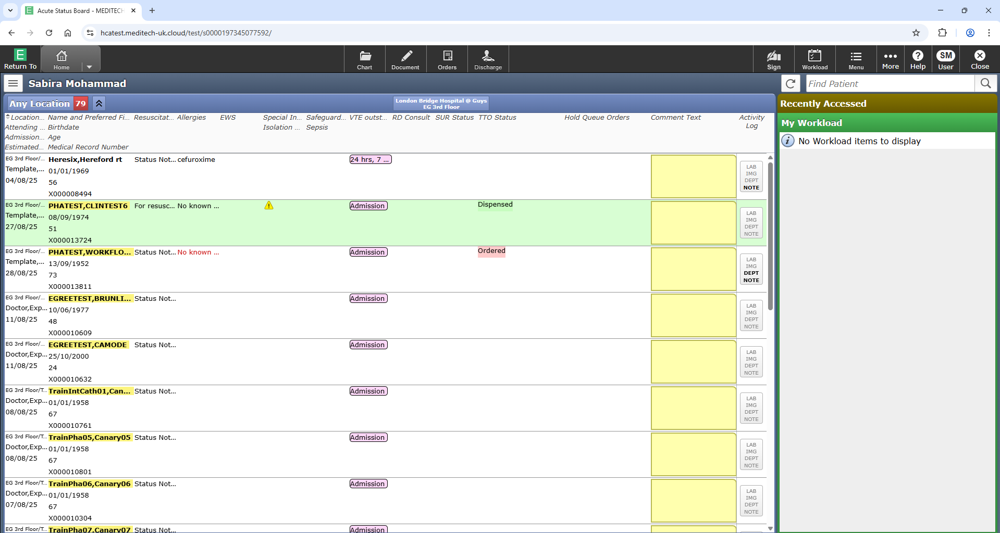 Acute Status Board - MEDITECH
hcatest.meditech-uk.cloud/test/s0000197345077592/
Return To
Home
Chart
Document
Orders
Discharge
Sign
Workload
Menu
More
Help
SM
User
Close
Sabira Mohammad
Find Patient
Any Location 79
London Bridge Hospital @ Guys
EG 3rd Floor
Recently Accessed
My Workload
No Workload items to display
Location... Name and Preferred Fi... Resuscitat... Allergies EWS Special In... Safeguard... VTE outst... RD Consult SUR Status TTO Status Hold Queue Orders Comment Text Activity
Attending ... Birthdate Isolation ... Sepsis Log
Admission... Age
Estimated... Medical Record Number
EG 3rd Floor/... Heresix,Hereford rt Status Not... cefuroxime 24 hrs, 7 ...
Template,... 01/01/1969 LAB
04/08/25 56 IMG
DEPT
X000008494 NOTE
EG 3rd Floor/... PHATEST,CLINTEST6 For resusc... No known ... Admission Dispensed
Template,... 08/09/1974 LAB
27/08/25 51 IMG
DEPT
X000013724 NOTE
EG 3rd Floor/... PHATEST,WORKFLO... Status Not... No known ... Admission Ordered
Template,... 13/09/1952 LAB
28/08/25 73 IMG
DEPT
X000013811 NOTE
EG 3rd Floor/... EGREETEST,BRUNLI... Status Not... Admission
Doctor,Exp... 10/06/1977 LAB
11/08/25 48 IMG
DEPT
X000010609 NOTE
EG 3rd Floor/... EGREETEST,CAMODE Status Not... Admission
Doctor,Exp... 25/10/2000 LAB
11/08/25 24 IMG
DEPT
X000010632 NOTE
EG 3rd Floor/T... TrainIntCath01,Can... Status Not... Admission
Doctor,Exp... 01/01/1958 LAB
08/08/25 67 IMG
DEPT
X000010761 NOTE
EG 3rd Floor/T... TrainPha05,Canary05 Status Not... Admission
Doctor,Exp... 01/01/1958 LAB
08/08/25 67 IMG
DEPT
X000010801 NOTE
EG 3rd Floor/T... TrainPha06,Canary06 Status Not... Admission
Doctor,Exp... 01/01/1958 LAB
07/08/25 67 IMG
DEPT
X000010304 NOTE
EG 3rd Floor/T... TrainPha07,Canary07 Status Not... Admission